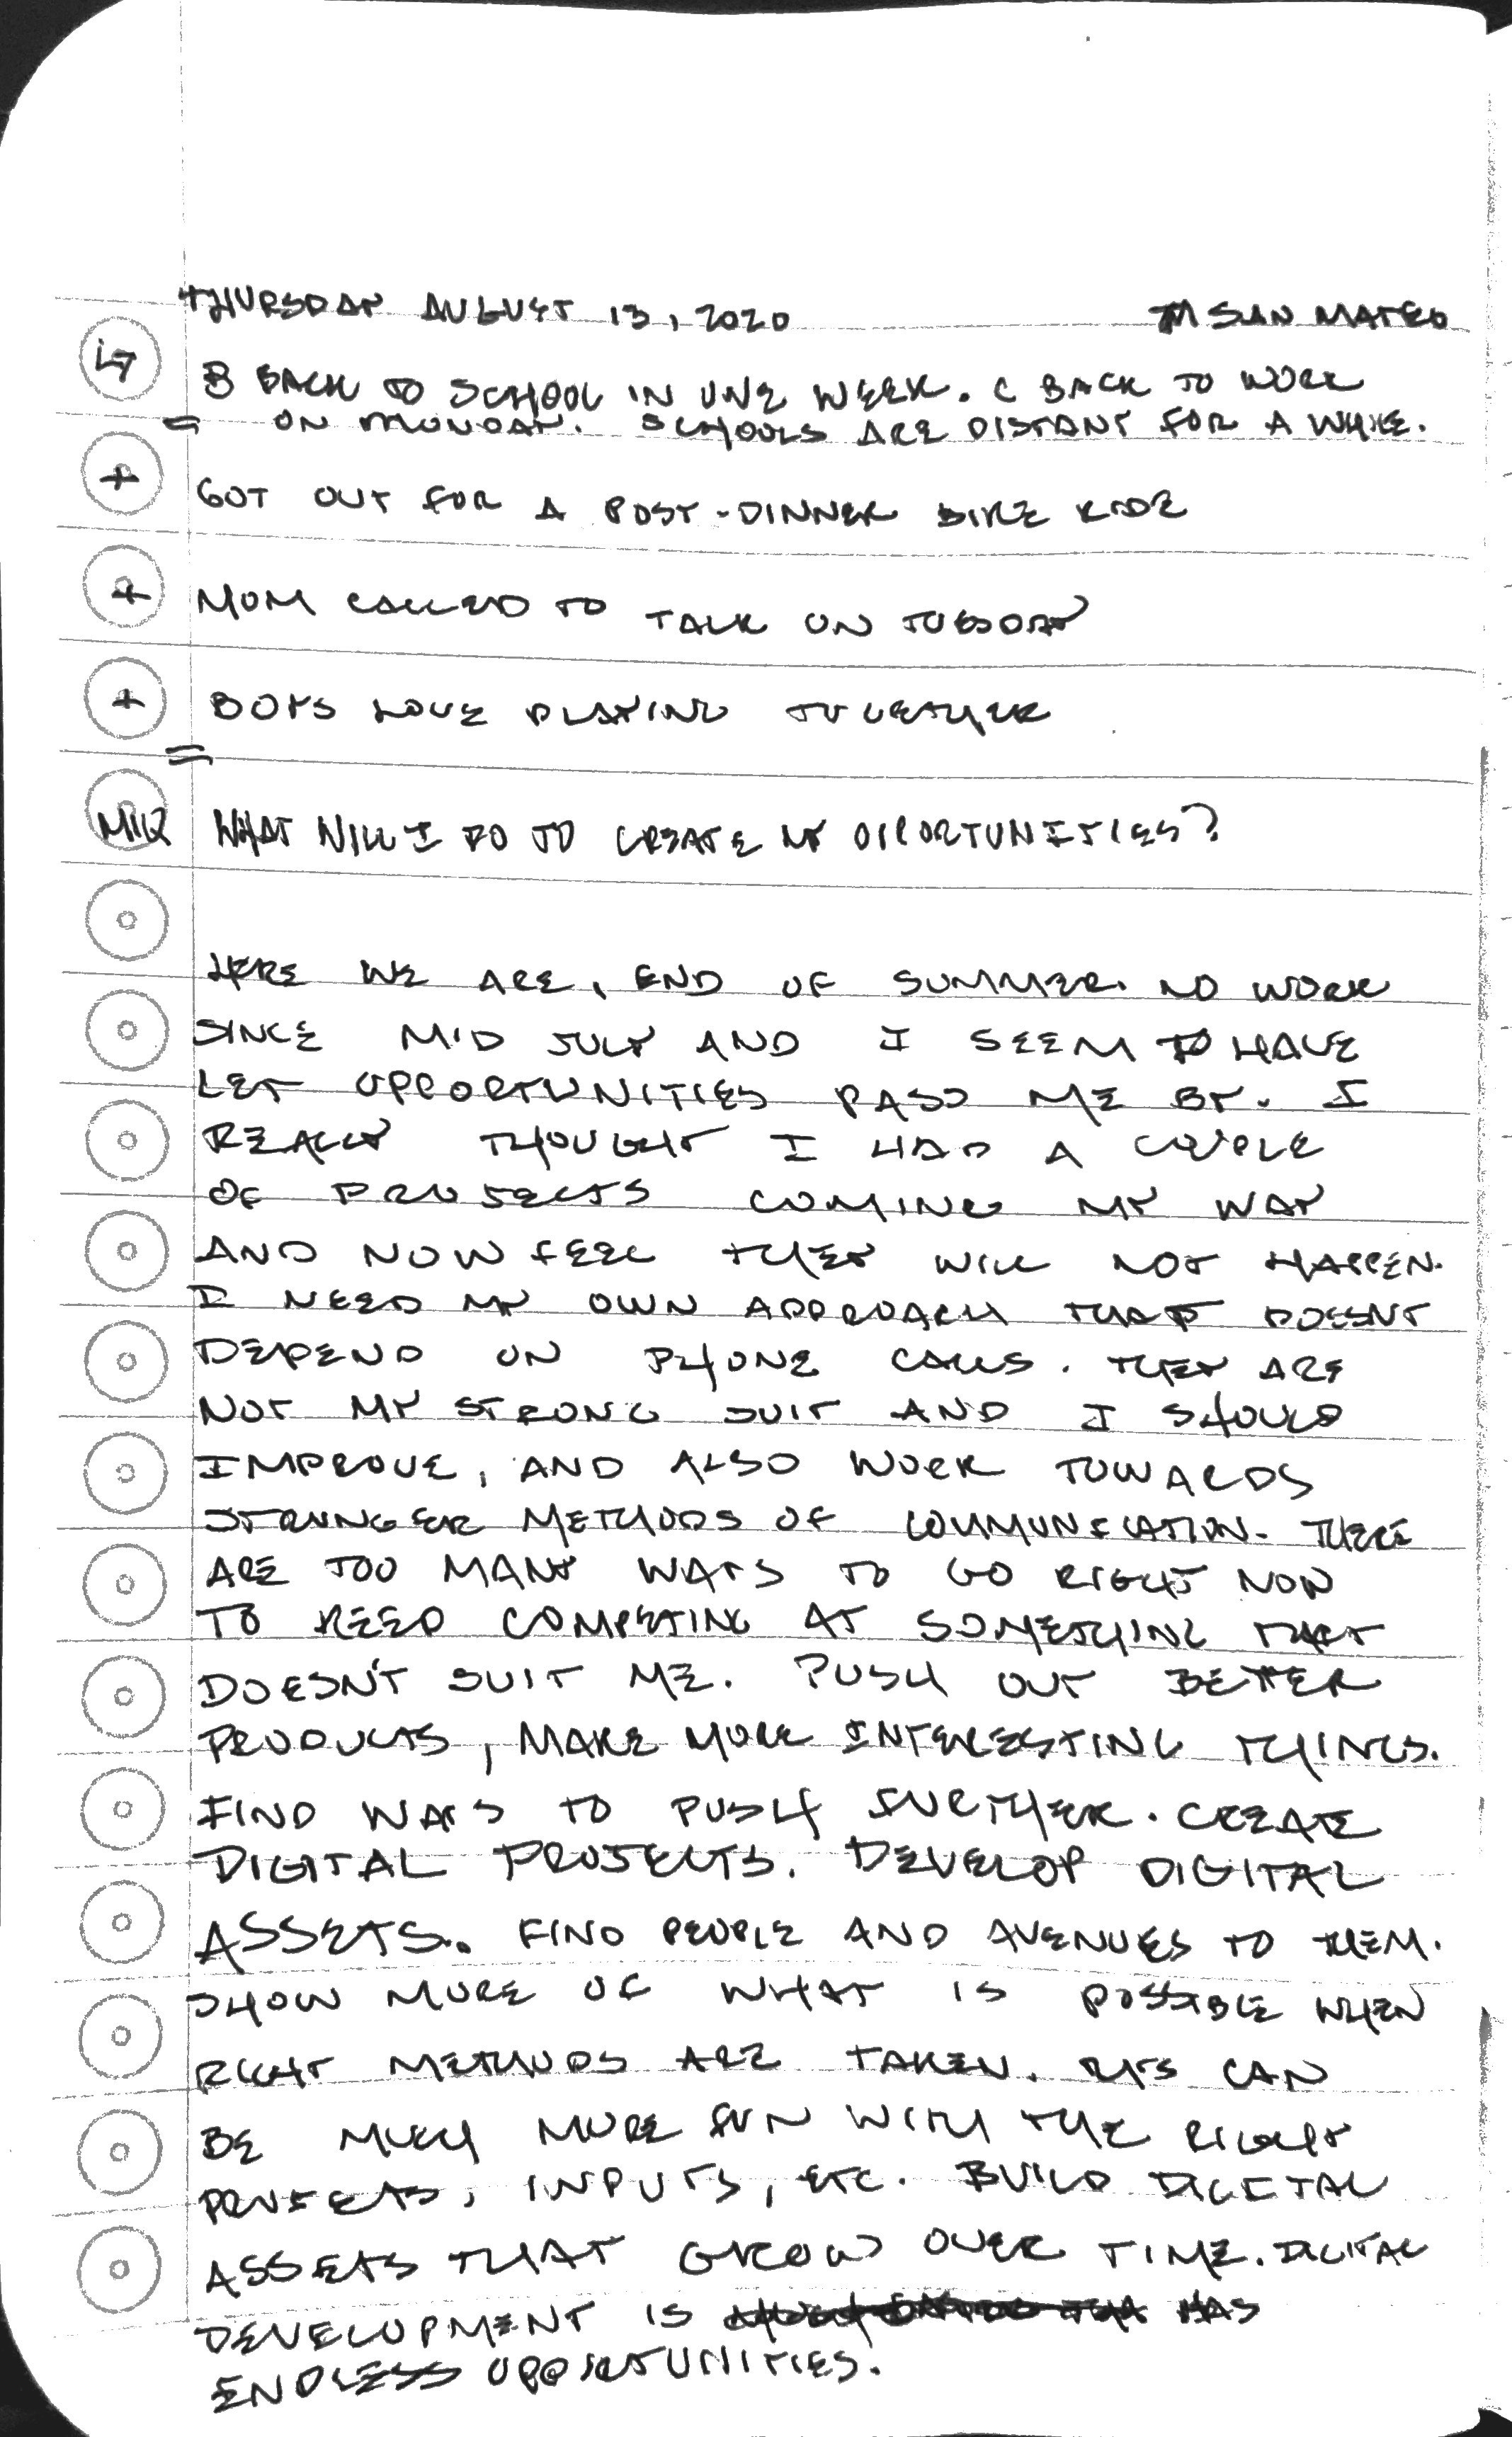 THURSDAY AUGUST 13, 2020 SAN MATEO
B BACK TO SCHOOL IN ONE WEEK. C BACK TO WORK
= ON MONDAY. SCHOOLS ARE DISTANT FOR A WHILE.
+ GOT OUT FOR A POST-DINNER BIKE RIDE
+ MOM CALLED TO TALK ON TUESDAY
+ BOYS LOVE PLAYING TOGETHER
=
MIQ WHAT WILL I DO TO CREATE MY OPPORTUNITIES?
HERE WE ARE, END OF SUMMER. NO WORK
SINCE MID JULY AND I SEEM TO HAVE
LET OPPORTUNITIES PASS ME BY. I
REALLY THOUGHT I HAD A COUPLE
OF PROJECTS COMING MY WAY
AND NOW FEEL THEY WILL NOT HAPPEN.
I NEED MY OWN APPROACH THAT DOESNT
DEPEND ON PHONE CALLS. THEY ARE
NOT MY STRONG SUIT AND I SHOULD
IMPROVE, AND ALSO WORK TOWARDS
STRONGER METHODS OF COMMUNICATION. THERE
ARE TOO MANY WAYS TO GO RIGHT NOW
TO KEEP COMPETING AT SOMETHING THAT
DOESN'T SUIT ME. PUSH OUT BETTER
PRODUCTS, MAKE MORE INTERESTING THINGS.
FIND WAYS TO PUSH FURTHER. CREATE
DIGITAL PROJECTS. DEVELOP DIGITAL
ASSETS. FIND PEOPLE AND AVENUES TO THEM.
SHOW MORE OF WHAT IS POSSIBLE WHEN
RIGHT METHODS ARE TAKEN. CAN
BE MUCH MORE FUN WITH THE RIGHT
PROJECTS, INPUTS, ETC. BUILD DIGITAL
ASSETS THAT GROW OVER TIME. DIGITAL
DEVELOPMENT IS HAS
ENDLESS OPPORTUNITIES.